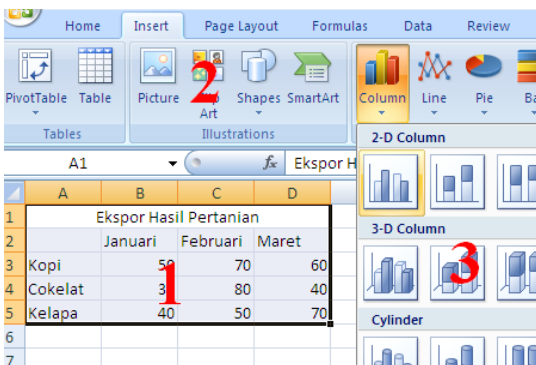 Home Insert Page Layout Formulas Data Review
PivotTable Table Picture Shapes SmartArt Column Line Pie
Art
Tables Illustrations
2
2-D Column
A1 fx Ekspor H
A B C D
3-D Column
1 Ekspor Hasil Pertanian
2 Januari Februari Maret
3 Kopi 70 60
4 Cokelat 80 40
5 Kelapa 40 50 70
1
3
Cylinder
6
7